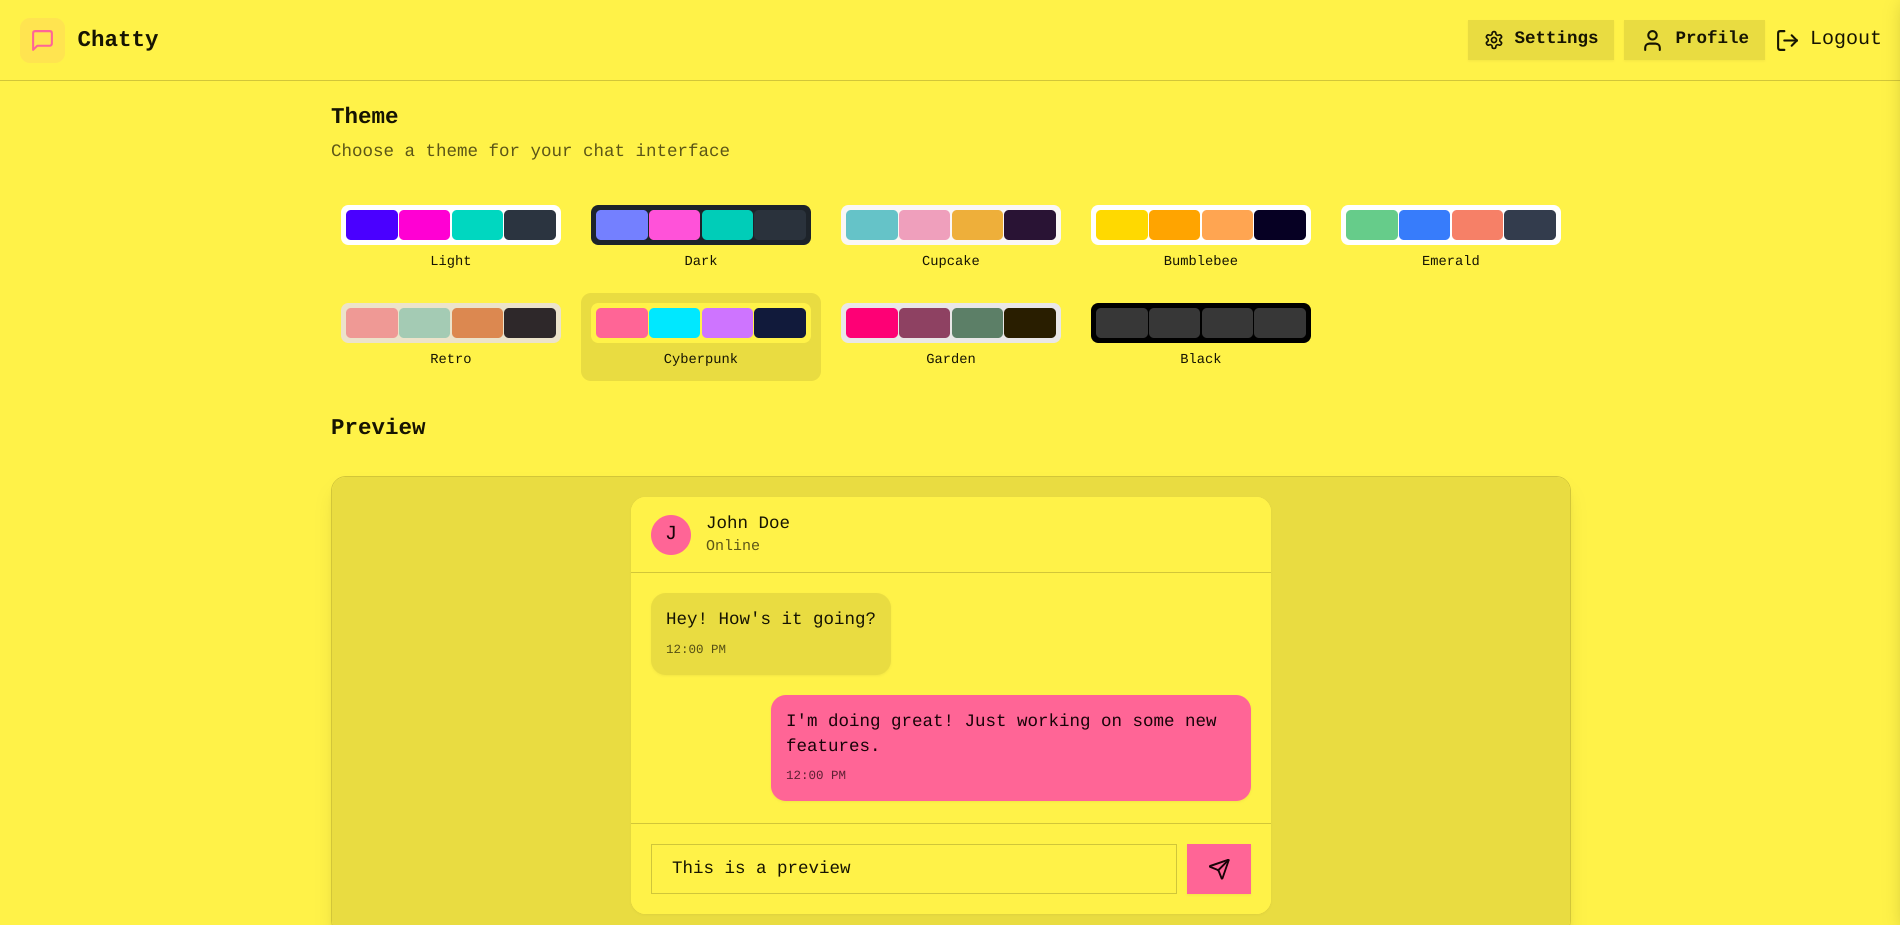 Chatty
Settings
Profile
Logout
Theme
Choose a theme for your chat interface
Light
Dark
Cupcake
Bumblebee
Emerald
Retro
Cyberpunk
Garden
Black
Preview
J
John Doe
Online
Hey! How's it going?
12:00 PM
I'm doing great! Just working on some new
features.
12:00 PM
This is a preview